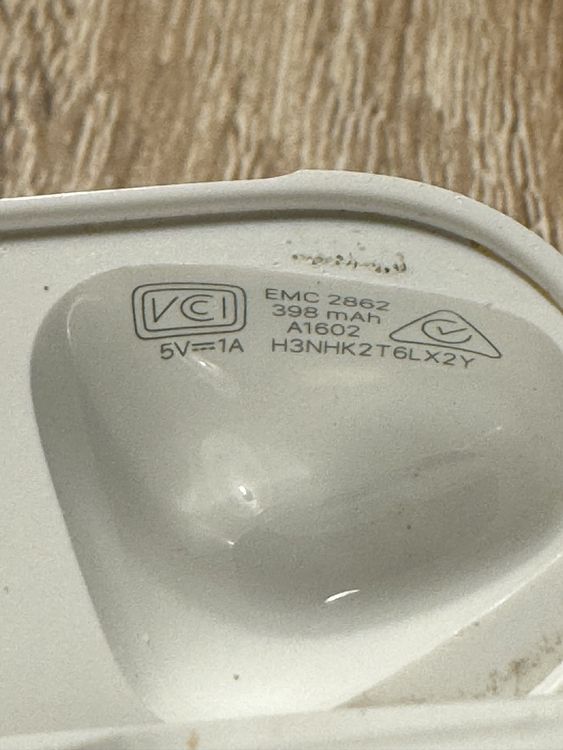 VCI
EMC 2862
398 mAh
A1602
5V⎓1A H3NHK2T6LX2Y